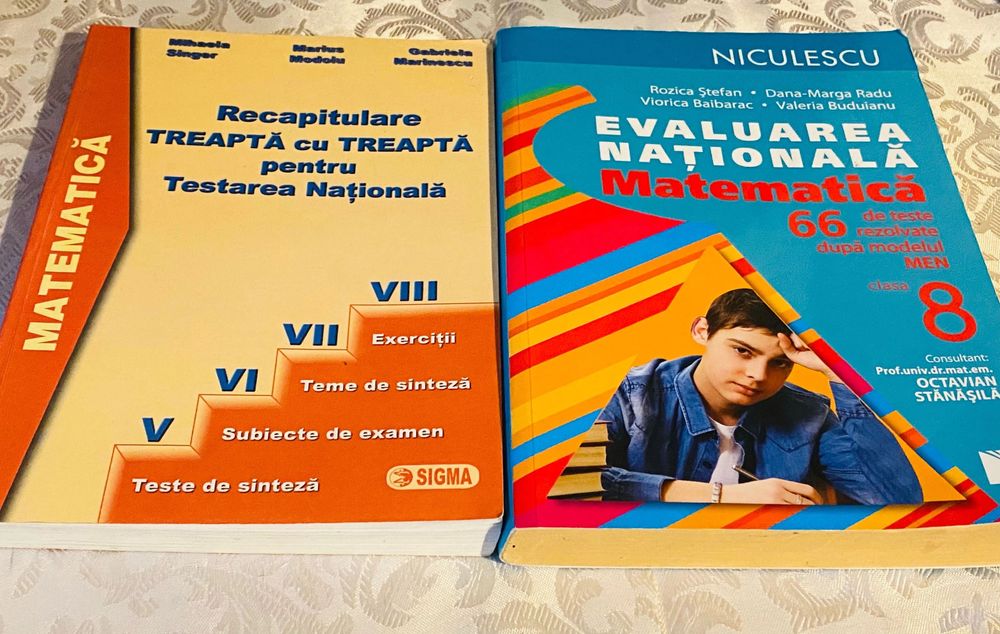 MATEMATICĂ
Mihaela Marius Gabriela
Singer Modoiu Marinescu
Recapitulare
TREAPTĂ cu TREAPTĂ
pentru
Testarea Națională
VIII
Exerciții
VII
Teme de sinteză
VI
Subiecte de examen
V
Teste de sinteză
SIGMA
NICULESCU
Rozica Ștefan • Dana-Marga Radu
Viorica Baibarac • Valeria Buduianu
EVALUAREA
NAȚIONALĂ
Matematică
66 de teste
rezolvate
după modelul
MEN
clasa
8
Consultant:
Prof.univ.dr.mat.em.
OCTAVIAN
STĂNĂȘILĂ